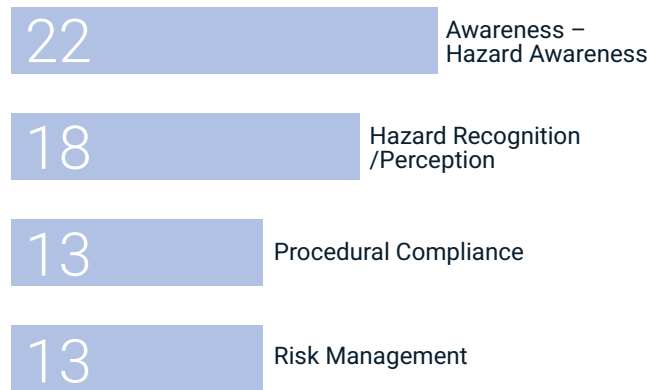 22
Awareness –
Hazard Awareness
18
Hazard Recognition
/Perception
13
Procedural Compliance
13
Risk Management